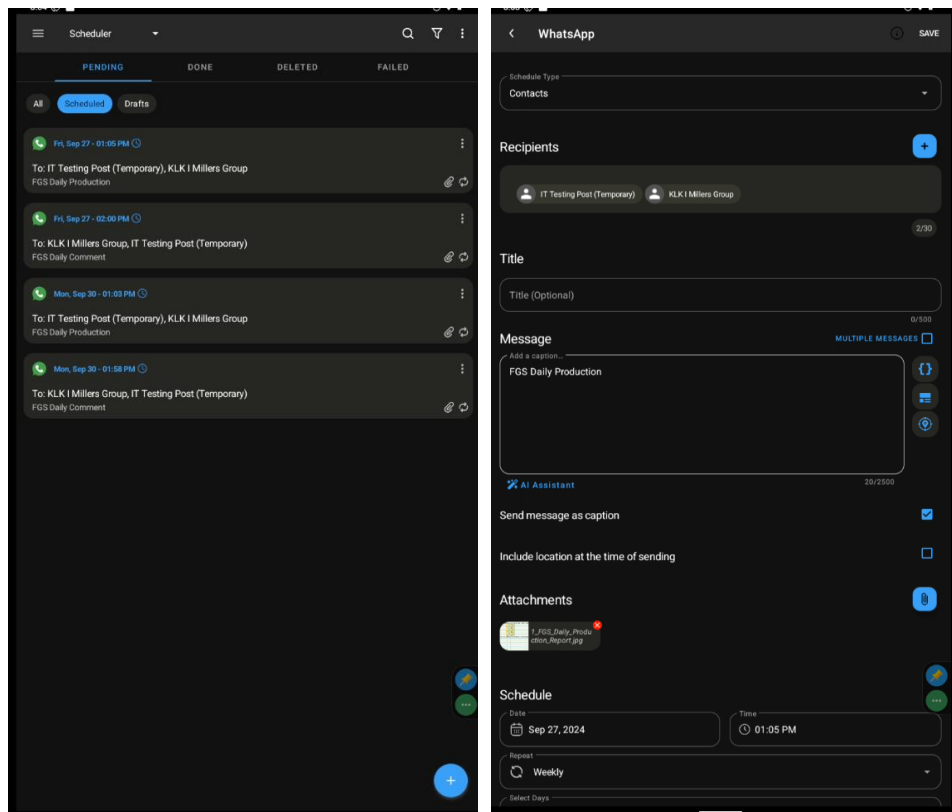 Scheduler
PENDING DONE DELETED FAILED
All Scheduled Drafts
Fri, Sep 27 - 01:05 PM
To: IT Testing Post (Temporary), KLK I Millers Group
FGS Daily Production
Fri, Sep 27 - 02:00 PM
To: KLK I Millers Group, IT Testing Post (Temporary)
FGS Daily Comment
Mon, Sep 30 - 01:03 PM
To: IT Testing Post (Temporary), KLK I Millers Group
FGS Daily Production
Mon, Sep 30 - 01:58 PM
To: KLK I Millers Group, IT Testing Post (Temporary)
FGS Daily Comment
WhatsApp SAVE
Schedule Type
Contacts
Recipients
IT Testing Post (Temporary) KLK I Millers Group
2/30
Title
Title (Optional)
0/500
Message MULTIPLE MESSAGES
Add a caption...
FGS Daily Production
AI Assistant 20/2500
Send message as caption
Include location at the time of sending
Attachments
1_FGS_Daily_Produ
ction_Report.jpg
Schedule
Date Time
Sep 27, 2024 01:05 PM
Repeat
Weekly
Select Days